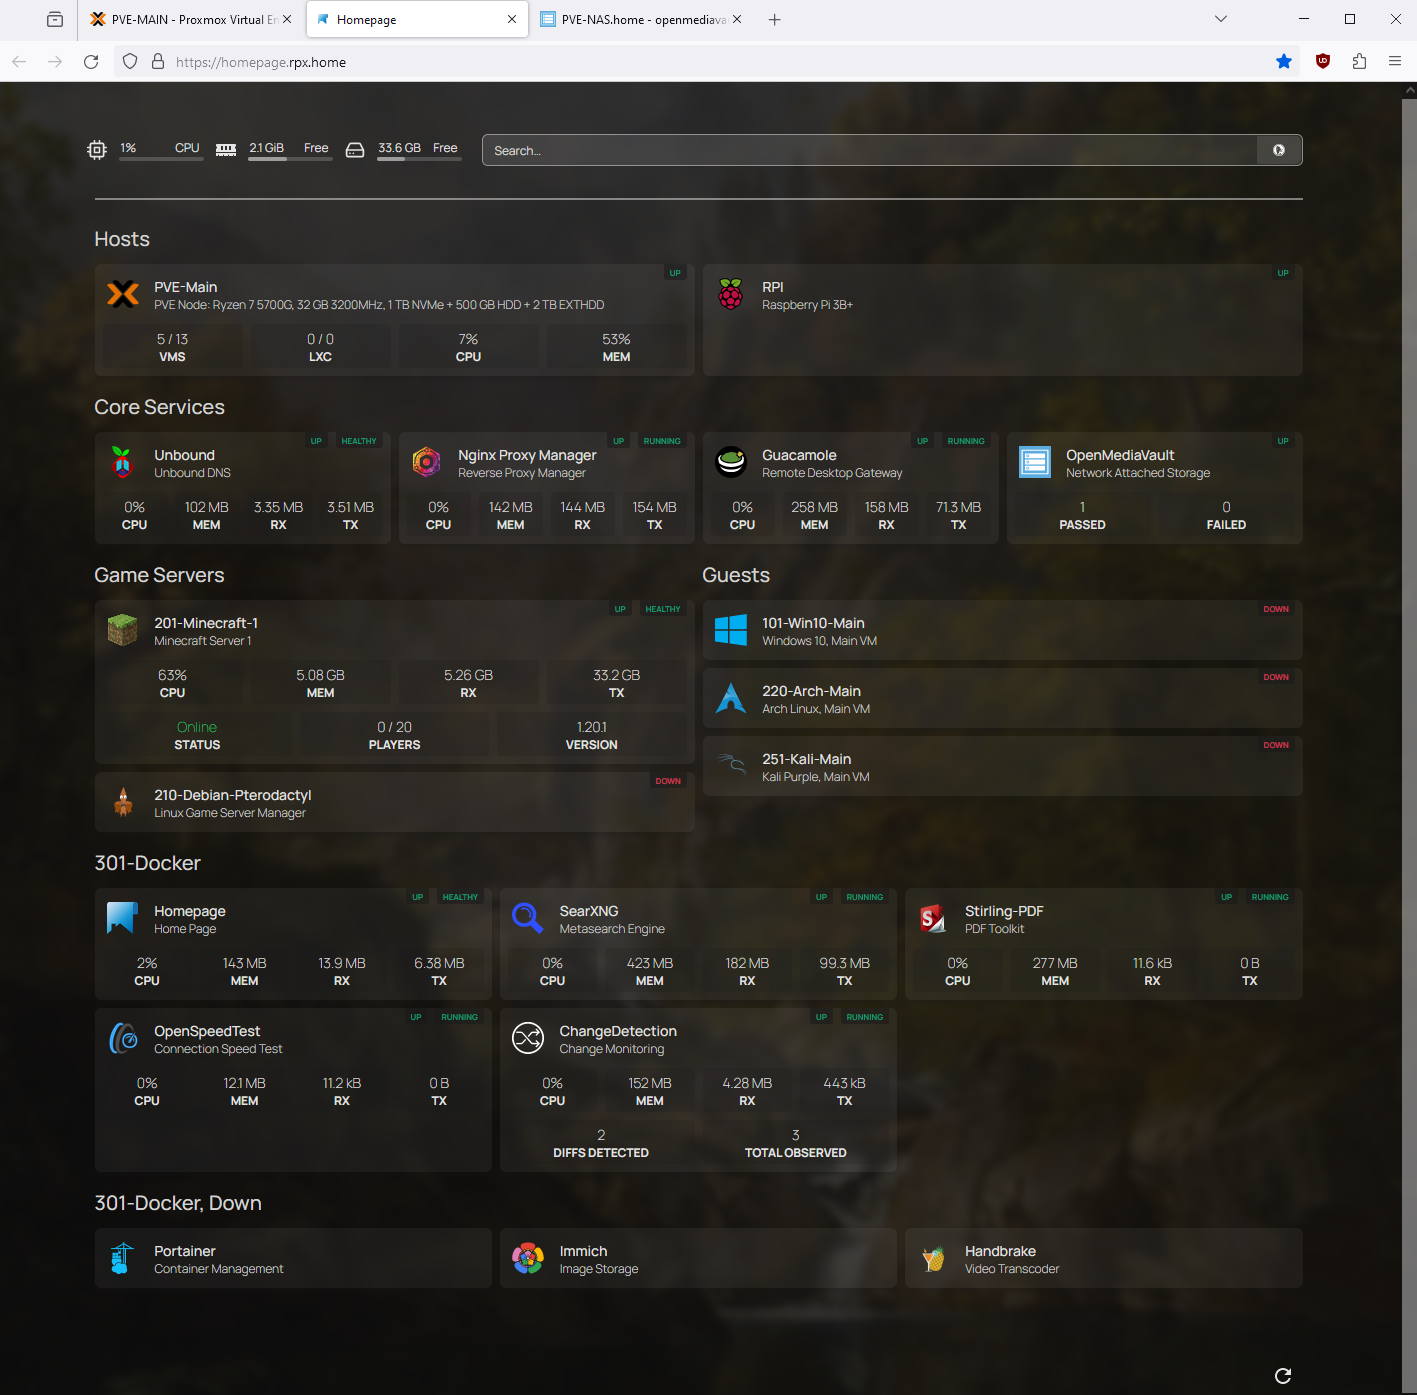 PVE-MAIN - Proxmox Virtual En
Homepage
PVE-NAS.home - openmediava
https://homepage.rpx.home
1% CPU
2.1 GiB Free
33.6 GB Free
Search...
Hosts
UP
PVE-Main
PVE Node: Ryzen 7 5700G, 32 GB 3200MHz, 1 TB NVMe + 500 GB HDD + 2 TB EXTHDD
5 / 13 0 / 0 7% 53%
VMS LXC CPU MEM
UP
RPI
Raspberry Pi 3B+
Core Services
UP HEALTHY
Unbound
Unbound DNS
0% 102 MB 3.35 MB 3.51 MB
CPU MEM RX TX
UP RUNNING
Nginx Proxy Manager
Reverse Proxy Manager
0% 142 MB 144 MB 154 MB
CPU MEM RX TX
UP RUNNING
Guacamole
Remote Desktop Gateway
0% 258 MB 158 MB 71.3 MB
CPU MEM RX TX
UP
OpenMediaVault
Network Attached Storage
1 0
PASSED FAILED
Game Servers
UP HEALTHY
201-Minecraft-1
Minecraft Server 1
63% 5.08 GB 5.26 GB 33.2 GB
CPU MEM RX TX
Online 0 / 20 1.20.1
STATUS PLAYERS VERSION
DOWN
210-Debian-Pterodactyl
Linux Game Server Manager
Guests
DOWN
101-Win10-Main
Windows 10, Main VM
DOWN
220-Arch-Main
Arch Linux, Main VM
DOWN
251-Kali-Main
Kali Purple, Main VM
301-Docker
UP HEALTHY
Homepage
Home Page
2% 143 MB 13.9 MB 6.38 MB
CPU MEM RX TX
UP RUNNING
SearXNG
Metasearch Engine
0% 423 MB 182 MB 99.3 MB
CPU MEM RX TX
UP RUNNING
Stirling-PDF
PDF Toolkit
0% 277 MB 11.6 kB 0 B
CPU MEM RX TX
UP RUNNING
OpenSpeedTest
Connection Speed Test
0% 12.1 MB 11.2 kB 0 B
CPU MEM RX TX
UP RUNNING
ChangeDetection
Change Monitoring
0% 152 MB 4.28 MB 443 kB
CPU MEM RX TX
2 3
DIFFS DETECTED TOTAL OBSERVED
301-Docker, Down
Portainer
Container Management
Immich
Image Storage
Handbrake
Video Transcoder